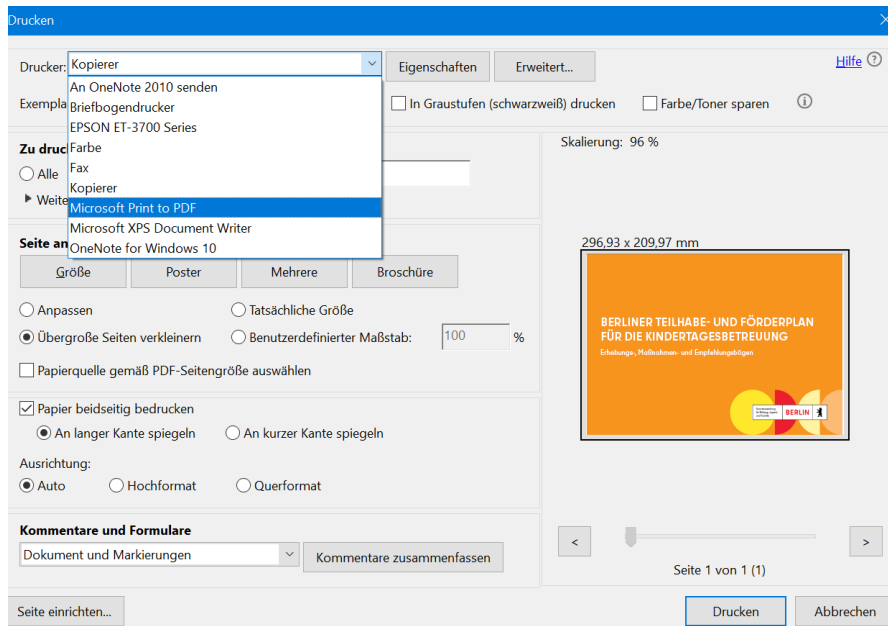 Drucken
Drucker: Kopierer Eigenschaften Erweitert... Hilfe ?
An OneNote 2010 senden
Exempla Briefbogendrucker In Graustufen (schwarzweiß) drucken Farbe/Toner sparen i
EPSON ET-3700 Series
Zu druc Farbe Skalierung: 96 %
Alle Fax
Kopierer
Weite Microsoft Print to PDF
Microsoft XPS Document Writer
Seite an OneNote for Windows 10 296,93 x 209,97 mm
Größe Poster Mehrere Broschüre
Anpassen Tatsächliche Größe
Übergroße Seiten verkleinern Benutzerdefinierter Maßstab: 100 %
Papierquelle gemäß PDF-Seitengröße auswählen
BERLINER TEILHABE- UND FÖRDERPLAN
FÜR DIE KINDERTAGESBETREUUNG
Erhebungs-, Maßnahmen- und Empfehlungsbögen
BERLIN
Papier beidseitig bedrucken
An langer Kante spiegeln An kurzer Kante spiegeln
Ausrichtung:
Auto Hochformat Querformat
Kommentare und Formulare
Dokument und Markierungen Kommentare zusammenfassen
< >
Seite 1 von 1 (1)
Seite einrichten... Drucken Abbrechen